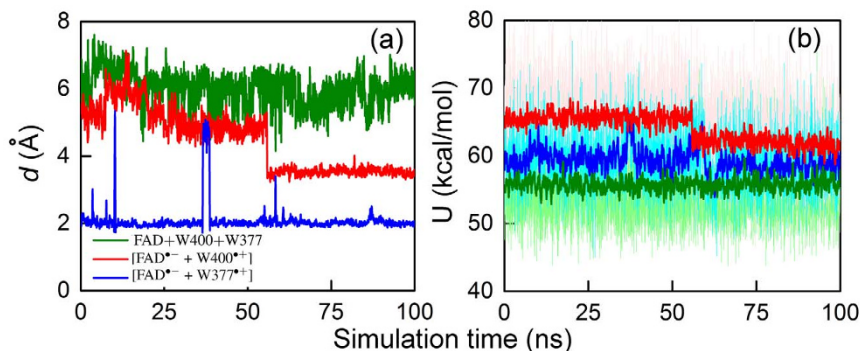 (a)
8
6
4
2
0
d (Å)
FAD+W400+W377
[FAD•− + W400•+]
[FAD•− + W377•+]
0 25 50 75 100
(b)
80
70
60
50
40
U (kcal/mol)
0 25 50 75 100
Simulation time (ns)